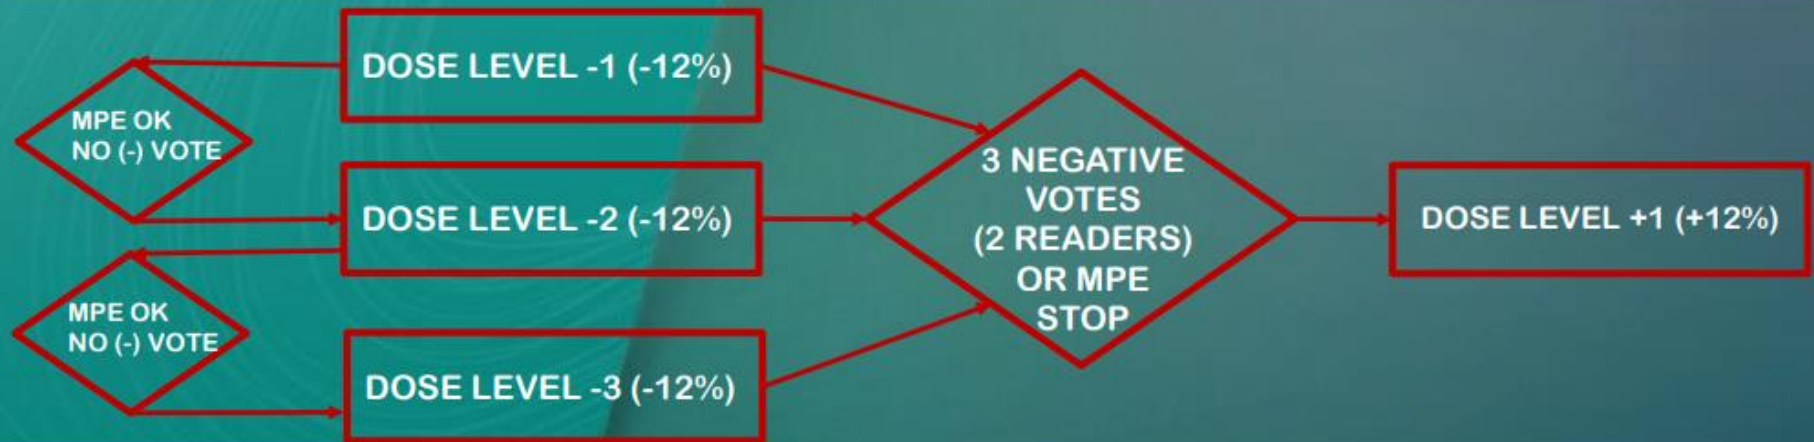 DOSE LEVEL -1 (-12%)
MPE OK
NO (-) VOTE
DOSE LEVEL -2 (-12%)
MPE OK
NO (-) VOTE
DOSE LEVEL -3 (-12%)
3 NEGATIVE
VOTES
(2 READERS)
OR MPE
STOP
DOSE LEVEL +1 (+12%)